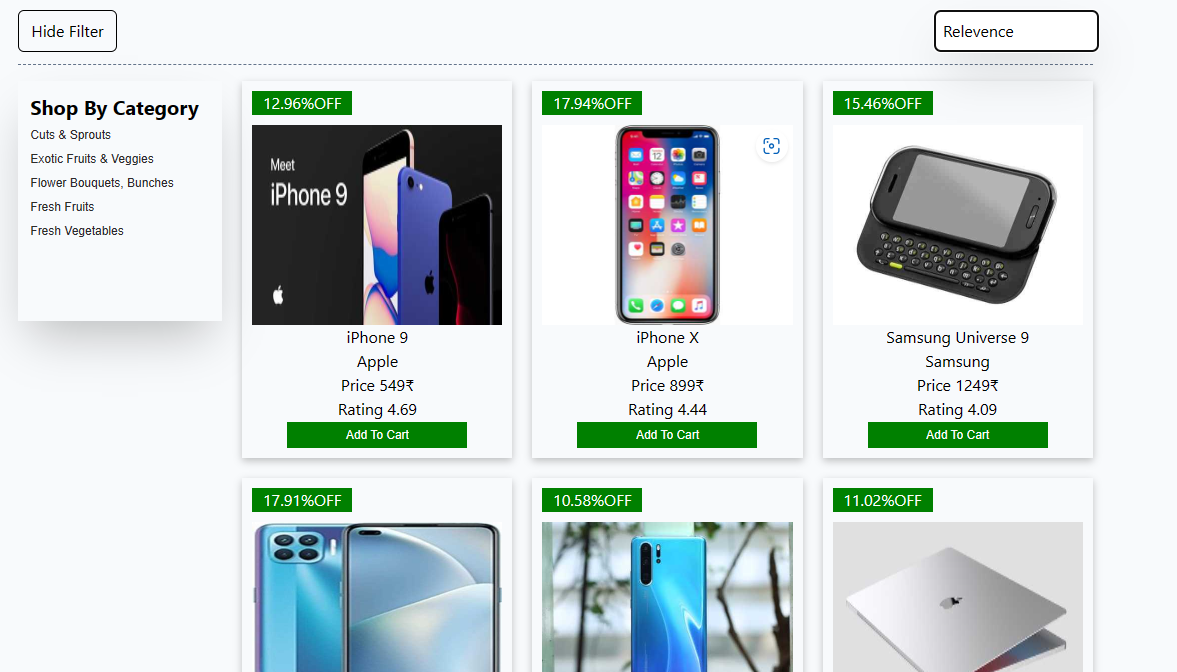 Hide Filter
Relevence
Shop By Category
Cuts & Sprouts
Exotic Fruits & Veggies
Flower Bouquets, Bunches
Fresh Fruits
Fresh Vegetables
12.96%OFF
Meet
iPhone 9
iPhone 9
Apple
Price 549₹
Rating 4.69
Add To Cart
17.94%OFF
iPhone X
Apple
Price 899₹
Rating 4.44
Add To Cart
15.46%OFF
Samsung Universe 9
Samsung
Price 1249₹
Rating 4.09
Add To Cart
17.91%OFF
10.58%OFF
11.02%OFF